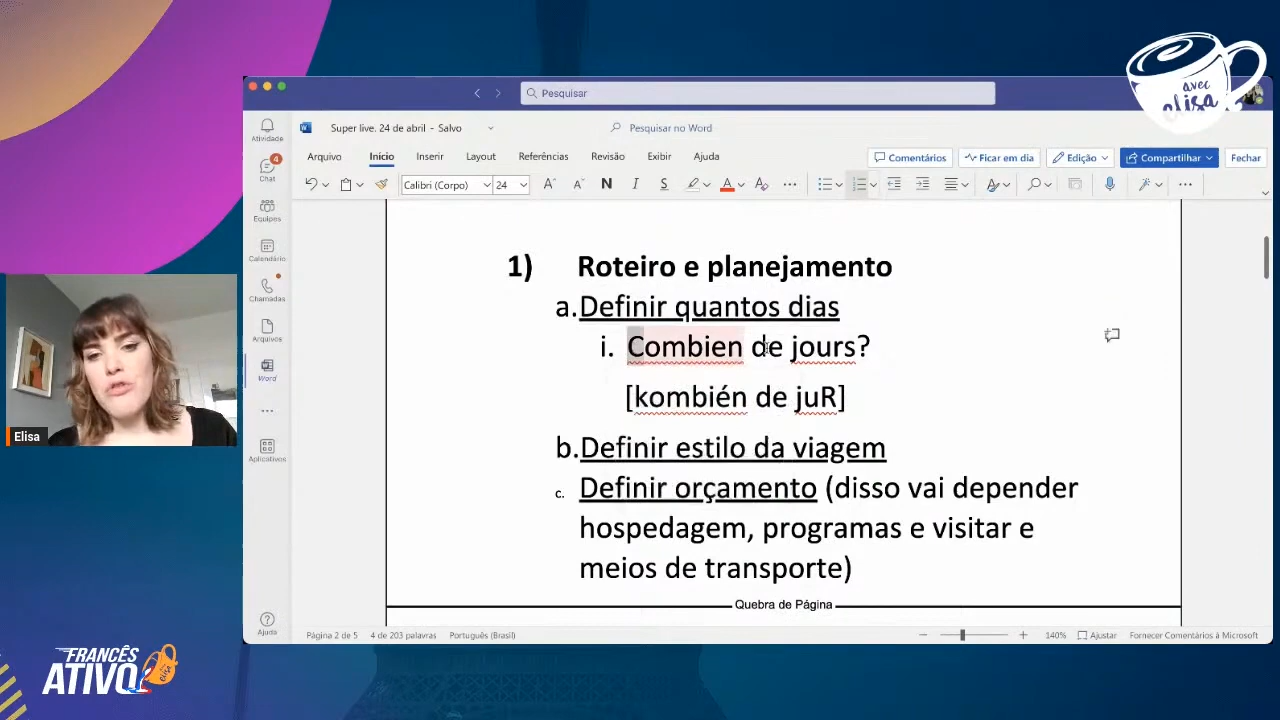 avec
elisa
Pesquisar
Super live. 24 de abril - Salvo
Pesquisar no Word
Arquivo Início Inserir Layout Referências Revisão Exibir Ajuda
Comentários Ficar em dia Edição Compartilhar Fechar
Calibri (Corpo) 24 N I S A
Atividade
4
Chat
Equipes
Calendário
Chamadas
Arquivos
Word
Aplicativos
Ajuda
1) Roteiro e planejamento
a. Definir quantos dias
i. Combien de jours?
[kombién de juR]
b. Definir estilo da viagem
c. Definir orçamento (disso vai depender
hospedagem, programas e visitar e
meios de transporte)
Quebra de Página
Página 2 de 5 4 de 203 palavras Português (Brasil) 140% Ajustar Fornecer Comentários à Microsoft
Elisa
FRANCÊS
ATIVO
elisa